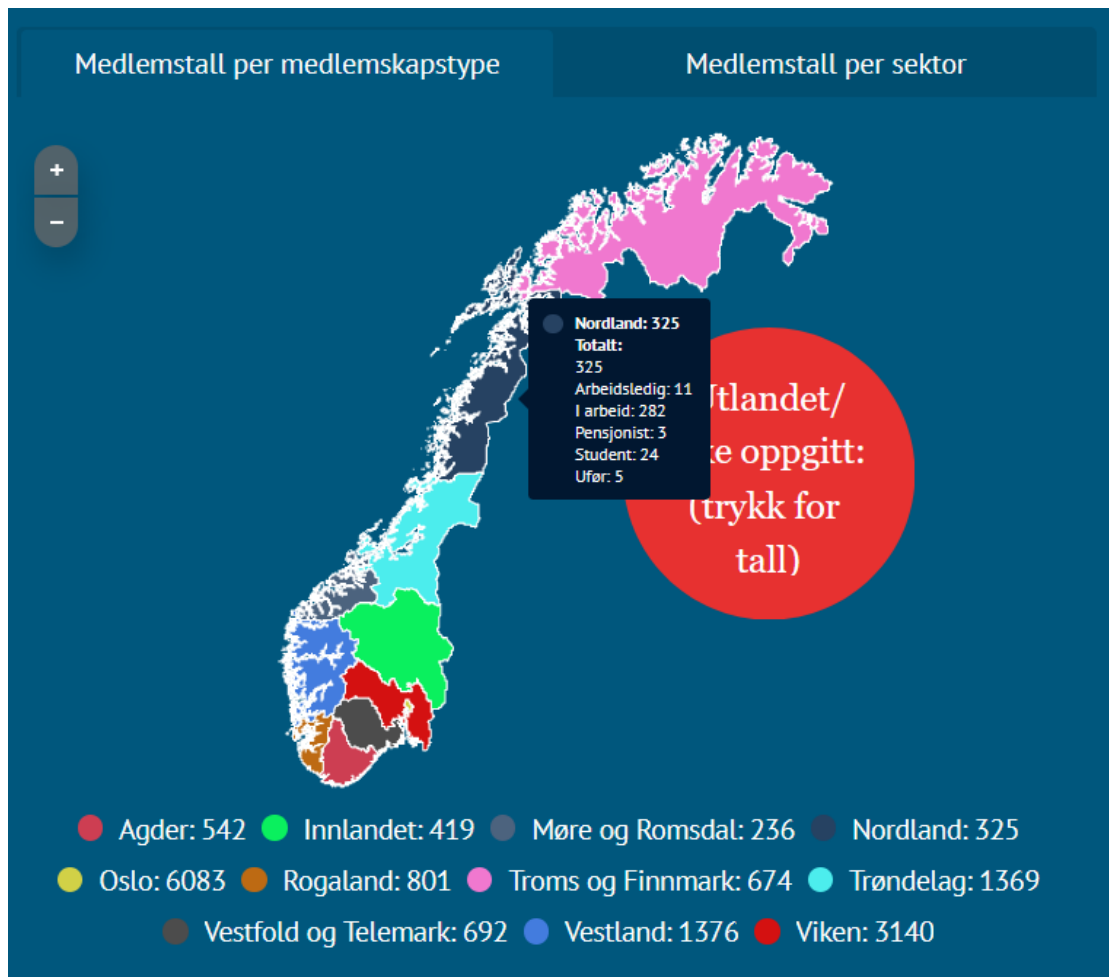 Medlemstall per medlemskapstype
Medlemstall per sektor
+
−
Nordland: 325
Totalt:
325
Arbeidsledig: 11
I arbeid: 282
Pensjonist: 3
Student: 24
Ufør: 5
oppgitt:
(trykk for
tall)
Agder: 542 Innlandet: 419 Møre og Romsdal: 236 Nordland: 325
Oslo: 6083 Rogaland: 801 Troms og Finnmark: 674 Trøndelag: 1369
Vestfold og Telemark: 692 Vestland: 1376 Viken: 3140